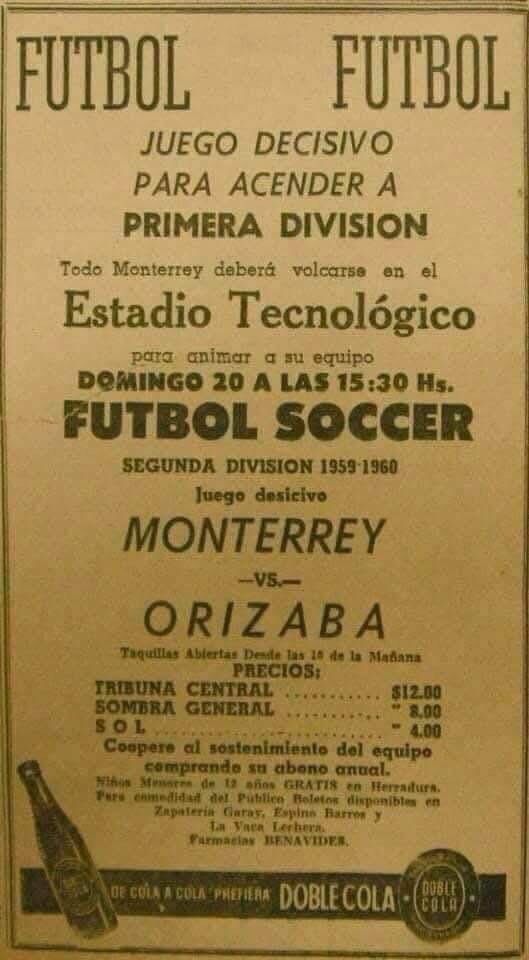 FUTBOL FUTBOL
JUEGO DECISIVO
PARA ACENDER A
PRIMERA DIVISION
Todo Monterrey deberá volcarse en el
Estadio Tecnológico
para animar a su equipo
DOMINGO 20 A LAS 15:30 Hs.
FUTBOL SOCCER
SEGUNDA DIVISION 1959-1960
Juego desicivo
MONTERREY
—VS.—
ORIZABA
Taquillas Abiertas Desde las 10 de la Mañana
PRECIOS:
TRIBUNA CENTRAL ........... $12.00
SOMBRA GENERAL ........... " 8.00
SOL ........................... " 4.00
Coopere al sostenimiento del equipo
comprando su abono anual.
Niños Menores de 12 años GRATIS en Herradura.
Para comodidad del Público Boletos disponibles en
Zapatería Garay, Espino Barros y
La Vaca Lechera.
Farmacias BENAVIDES.
DE COLA A COLA PREFIERA DOBLE COLA
DOBLE
COLA